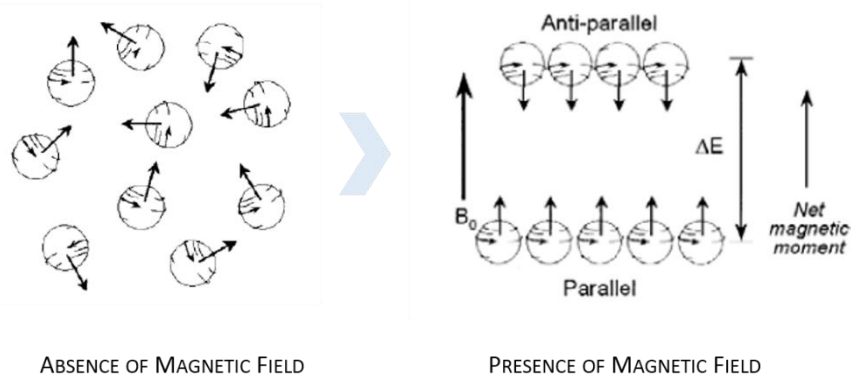 Anti-parallel
ΔE
B₀
Net
magnetic
moment
Parallel
ABSENCE OF MAGNETIC FIELD
PRESENCE OF MAGNETIC FIELD